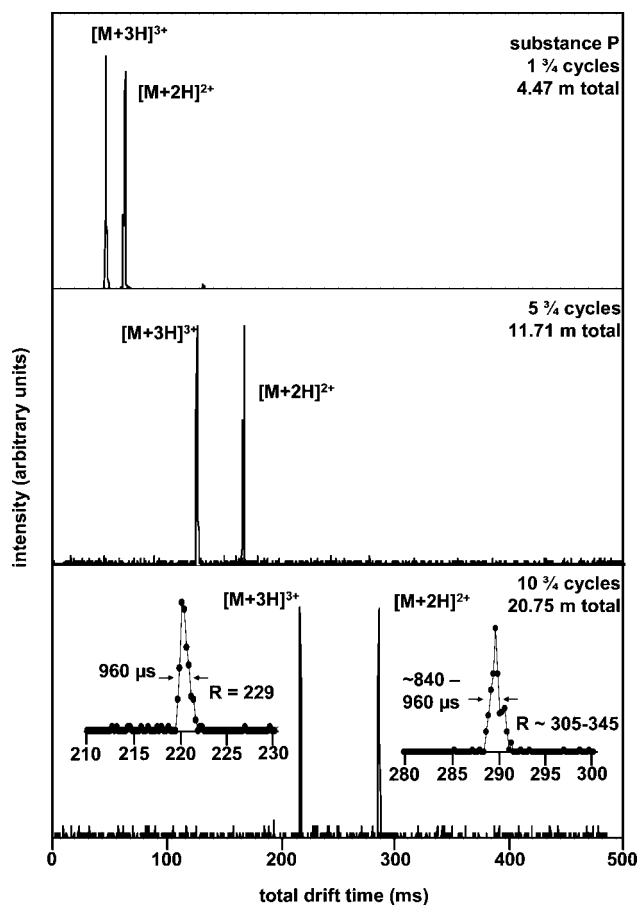 [M+3H]³⁺
substance P
1 ¾ cycles
4.47 m total
[M+2H]²⁺
5 ¾ cycles
11.71 m total
[M+3H]³⁺
[M+2H]²⁺
intensity (arbitrary units)
10 ¾ cycles
20.75 m total
[M+3H]³⁺
[M+2H]²⁺
960 µs
R = 229
~840 –
960 µs
R ~ 305-345
210 215 220 225 230
280 285 290 295 300
0 100 200 300 400 500
total drift time (ms)